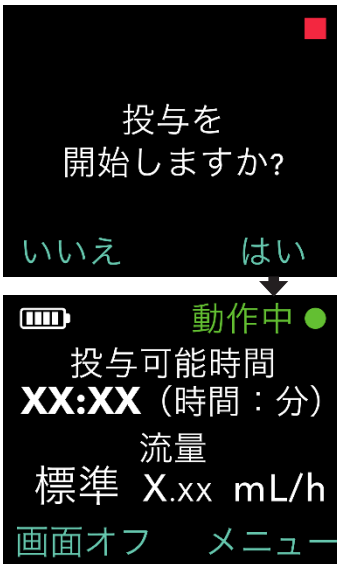 投与を
開始しますか?
いいえ はい
動作中
投与可能時間
XX:XX（時間：分）
流量
標準 X.xx mL/h
画面オフ メニュー